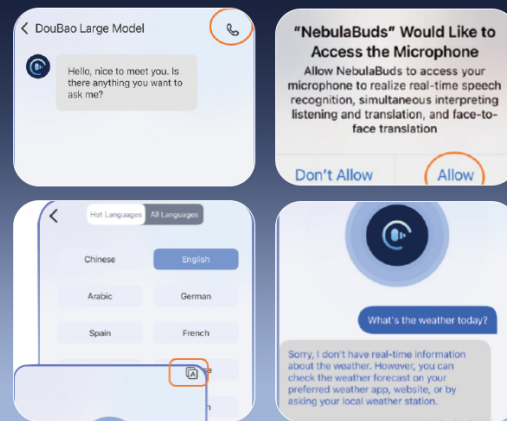 DouBao Large Model
Hello, nice to meet you. Is
there anything you want to
ask me?
"NebulaBuds" Would Like to
Access the Microphone
Allow NebulaBuds to access your
microphone to realize real-time speech
recognition, simultaneous interpreting
listening and translation, and face-to-
face translation
Don't Allow
Allow
Hot Languages
All Languages
Chinese
English
Arabic
German
Spain
French
What's the weather today?
Sorry, I don't have real-time information
about the weather. However, you can
check the weather forecast on your
preferred weather app, website, or by
asking your local weather station.